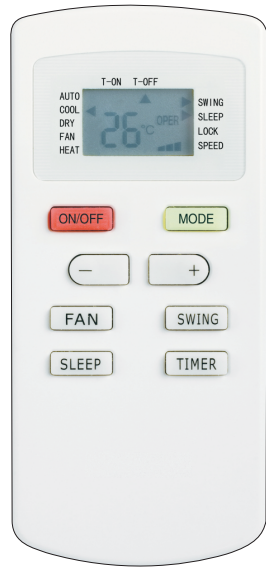 T-ON T-OFF
AUTO
COOL
DRY
FAN
HEAT
26°C
OPER
SWING
SLEEP
LOCK
SPEED
ON/OFF
MODE
−
+
FAN
SWING
SLEEP
TIMER